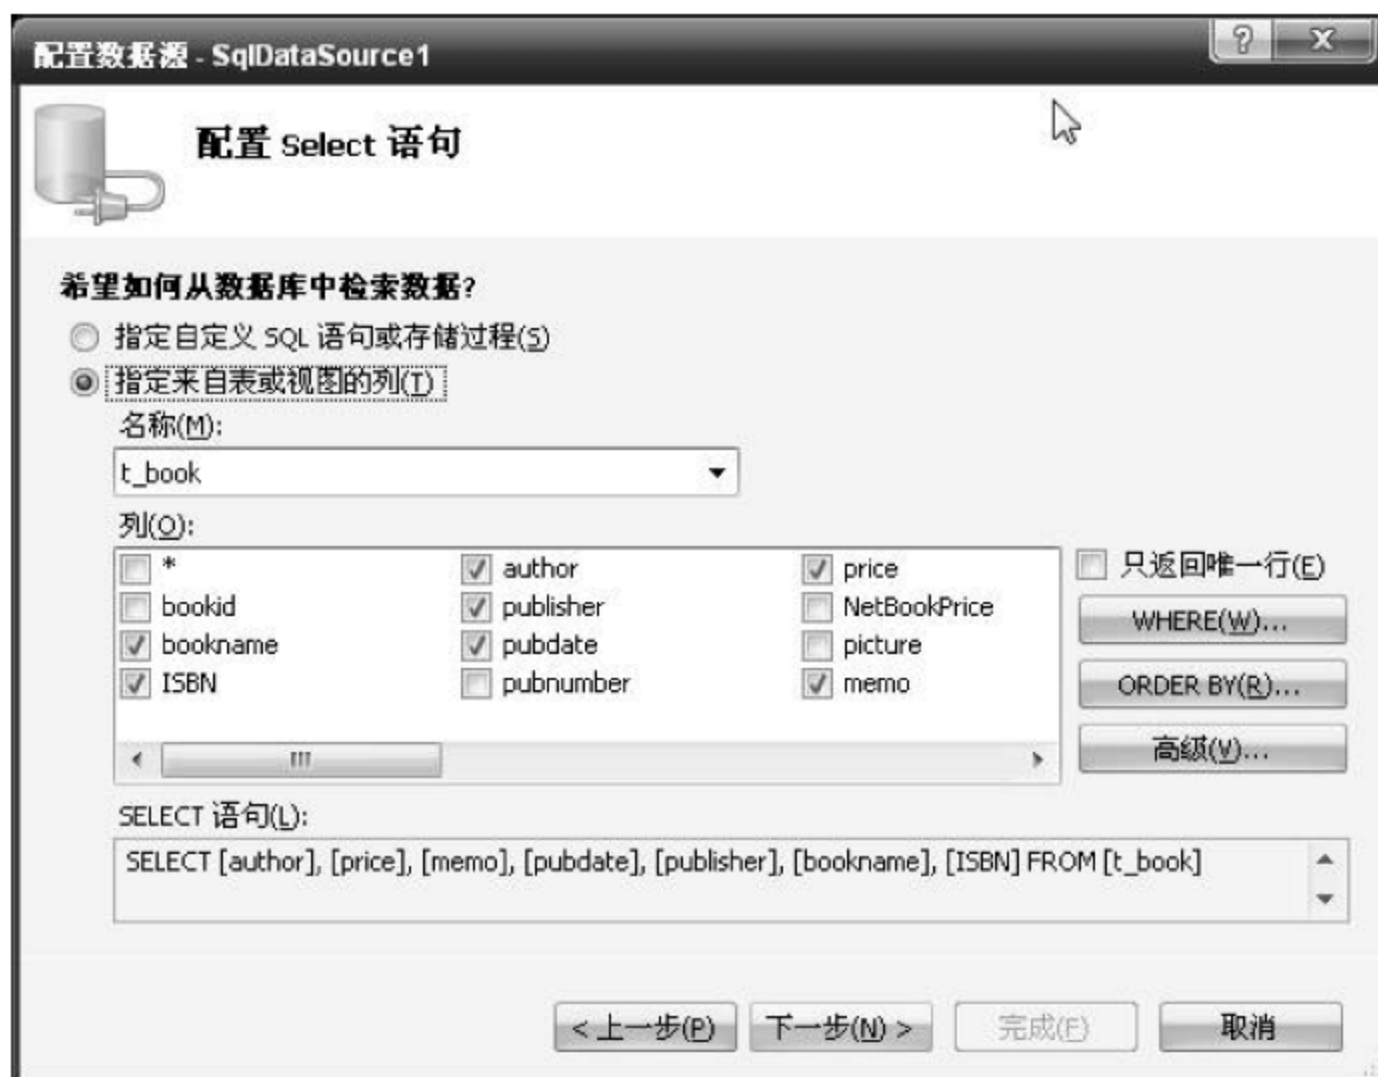 配置数据源 - SqlDataSource1
配置 Select 语句
希望如何从数据库中检索数据?
指定自定义 SQL 语句或存储过程(S)
指定来自表或视图的列(T)
名称(M):
t_book
列(O):
* author price 只返回唯一行(E)
bookid publisher NetBookPrice WHERE(W)...
bookname pubdate picture
ISBN pubnumber memo ORDER BY(R)...
高级(V)...
SELECT 语句(L):
SELECT [author], [price], [memo], [pubdate], [publisher], [bookname], [ISBN] FROM [t_book]
< 上一步(P) 下一步(N) > 完成(F) 取消